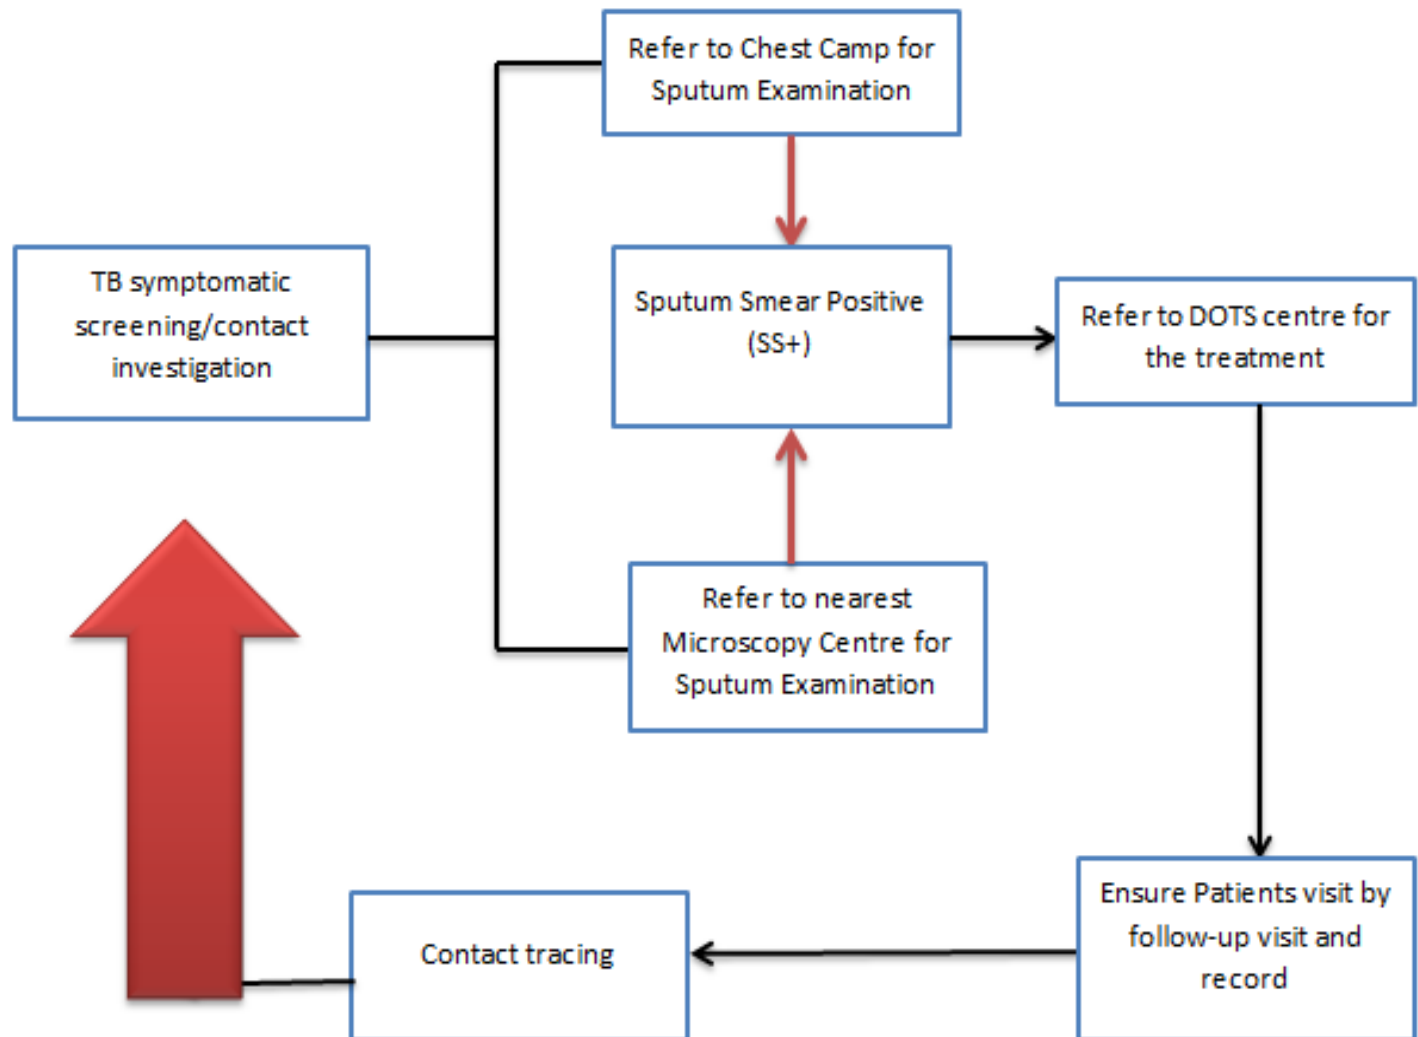 Refer to Chest Camp for
Sputum Examination
TB symptomatic
screening/contact
investigation
Sputum Smear Positive
(SS+)
Refer to DOTS centre for
the treatment
Refer to nearest
Microscopy Centre for
Sputum Examination
Ensure Patients visit by
follow-up visit and
record
Contact tracing